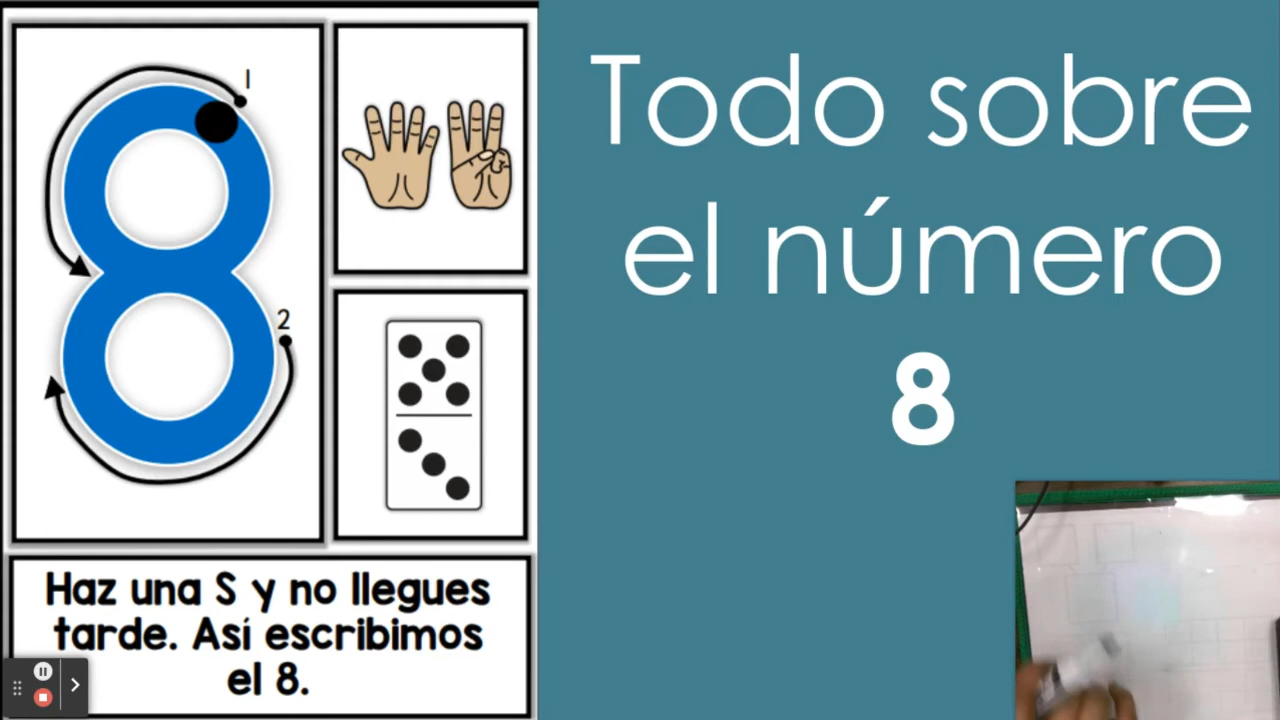 1
2
Haz una S y no llegues
tarde. Así escribimos
el 8.
Todo sobre
el número
8